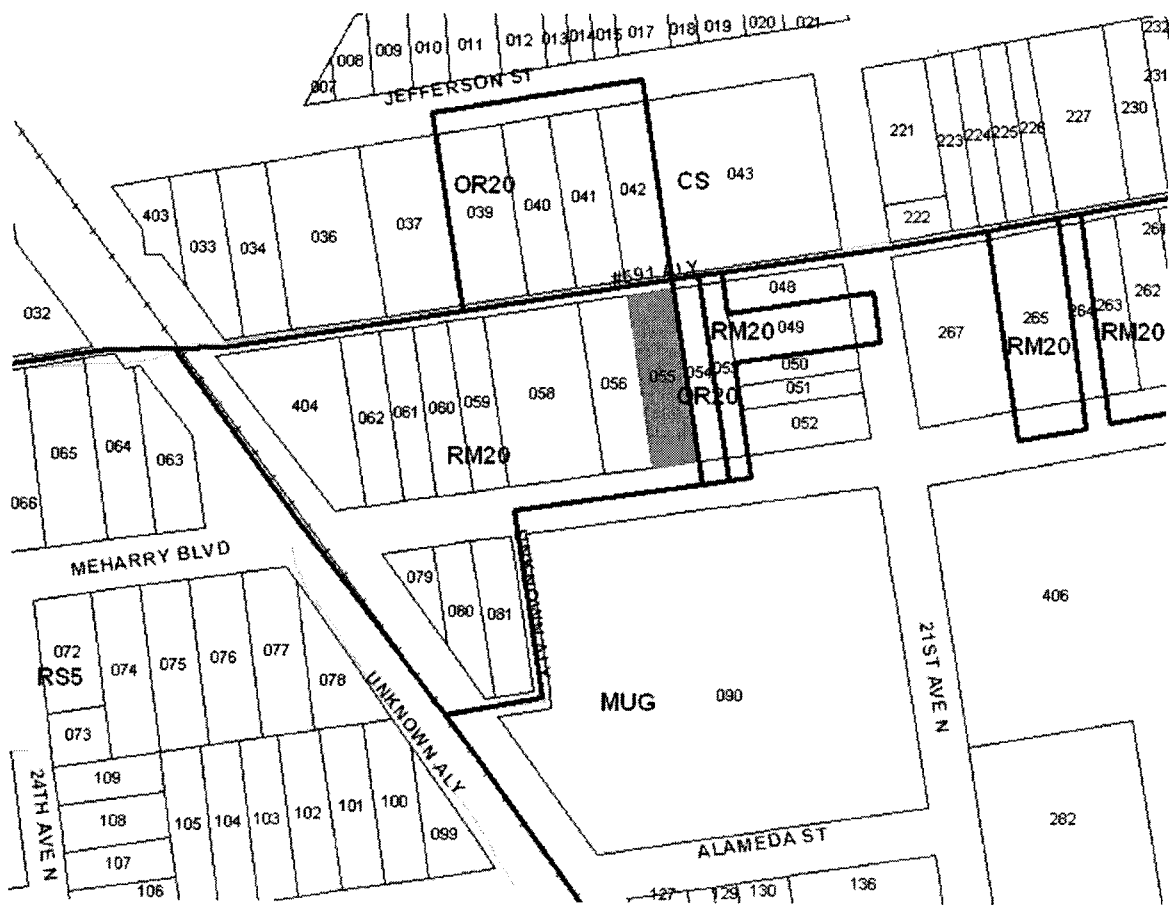 007 008 009 010 011 012 013 014 015 017 018 019 020 021
JEFFERSON ST
403 033 034 036 037 039 040 041 042 043
OR20
CS
221 222 223 224 225 226 227 230 231 232
032
#691 ALY
404 062 061 060 059 058 056 055 054 053
RM20
OR20
RM20
048
049
050
051
052
267 265 264 263 262 261
RM20
RM20
066 065 064 063
MEHARRY BLVD
079 080 081
UNKNOWN ALY
072
073
074 075 076 077 078
RS5
UNKNOWN ALY
MUG
090
21ST AVE N
406
282
24TH AVE N
109
108
107
106
105 104 103 102 101 100 099
ALAMEDA ST
127 129 130 136